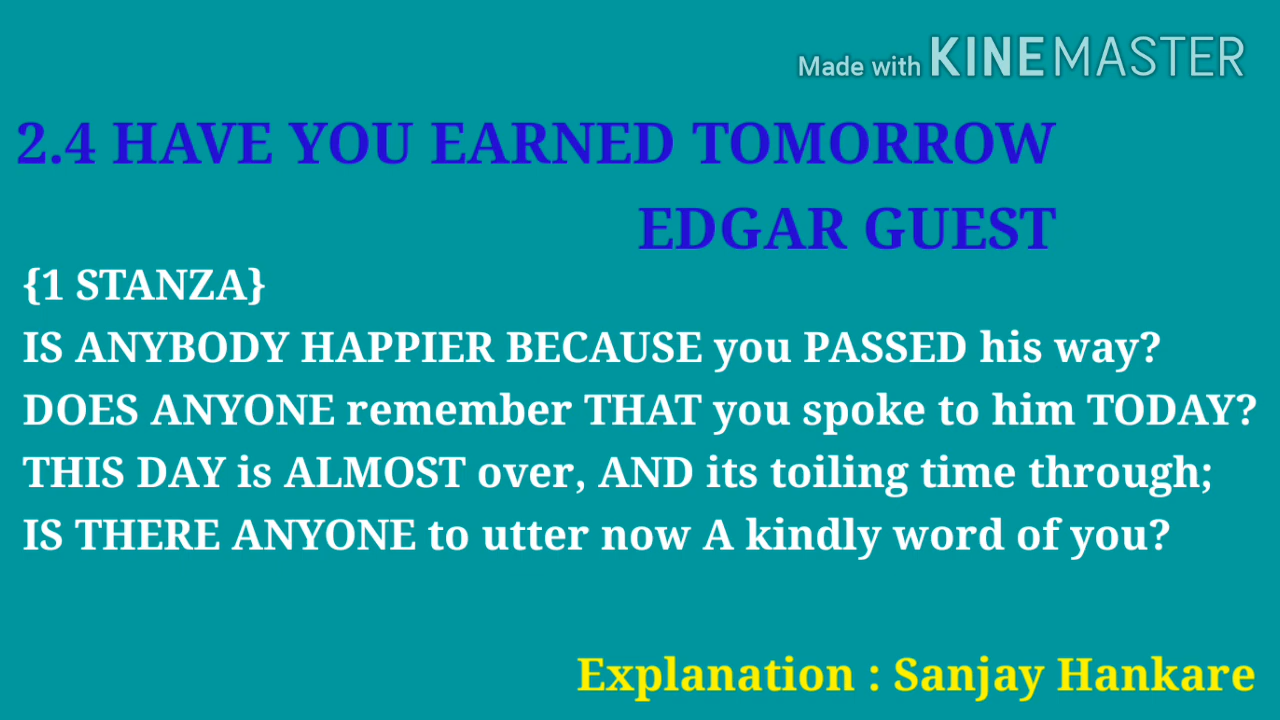 Made with KINEMASTER
2.4 HAVE YOU EARNED TOMORROW
EDGAR GUEST
{1 STANZA}
IS ANYBODY HAPPIER BECAUSE you PASSED his way?
DOES ANYONE remember THAT you spoke to him TODAY?
THIS DAY is ALMOST over, AND its toiling time through;
IS THERE ANYONE to utter now A kindly word of you?
Explanation : Sanjay Hankare